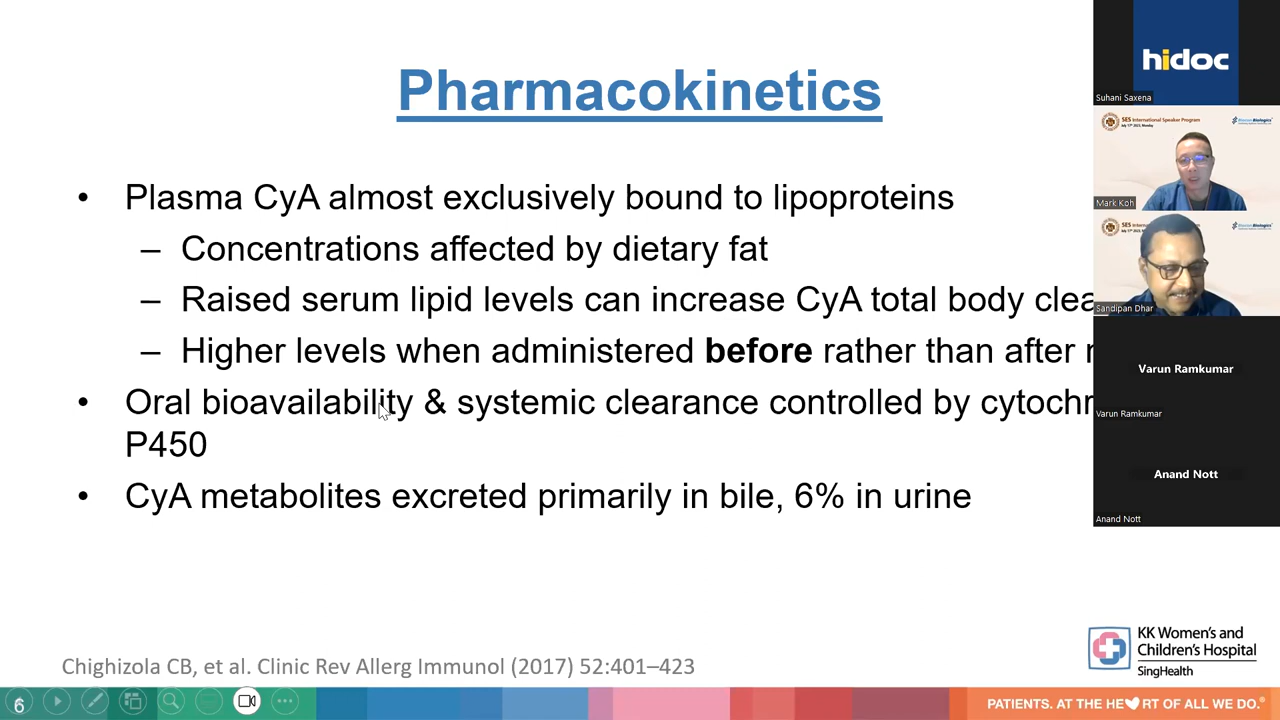 Pharmacokinetics
• Plasma CyA almost exclusively bound to lipoproteins
– Concentrations affected by dietary fat
– Raised serum lipid levels can increase CyA total body
– Higher levels when administered before rather than after
• Oral bioavailability & systemic clearance controlled by
P450
• CyA metabolites excreted primarily in bile, 6% in urine
Chighizola CB, et al. Clinic Rev Allerg Immunol (2017) 52:401–423
6
hidoc
Suhani Saxena
SES International Speaker Program
Mark Koh
Sandipan Dhar
Varun Ramkumar
Varun Ramkumar
Anand Nott
Anand Nott
KK Women's and
Children's Hospital
SingHealth
PATIENTS. AT THE HE RT OF ALL WE DO.®